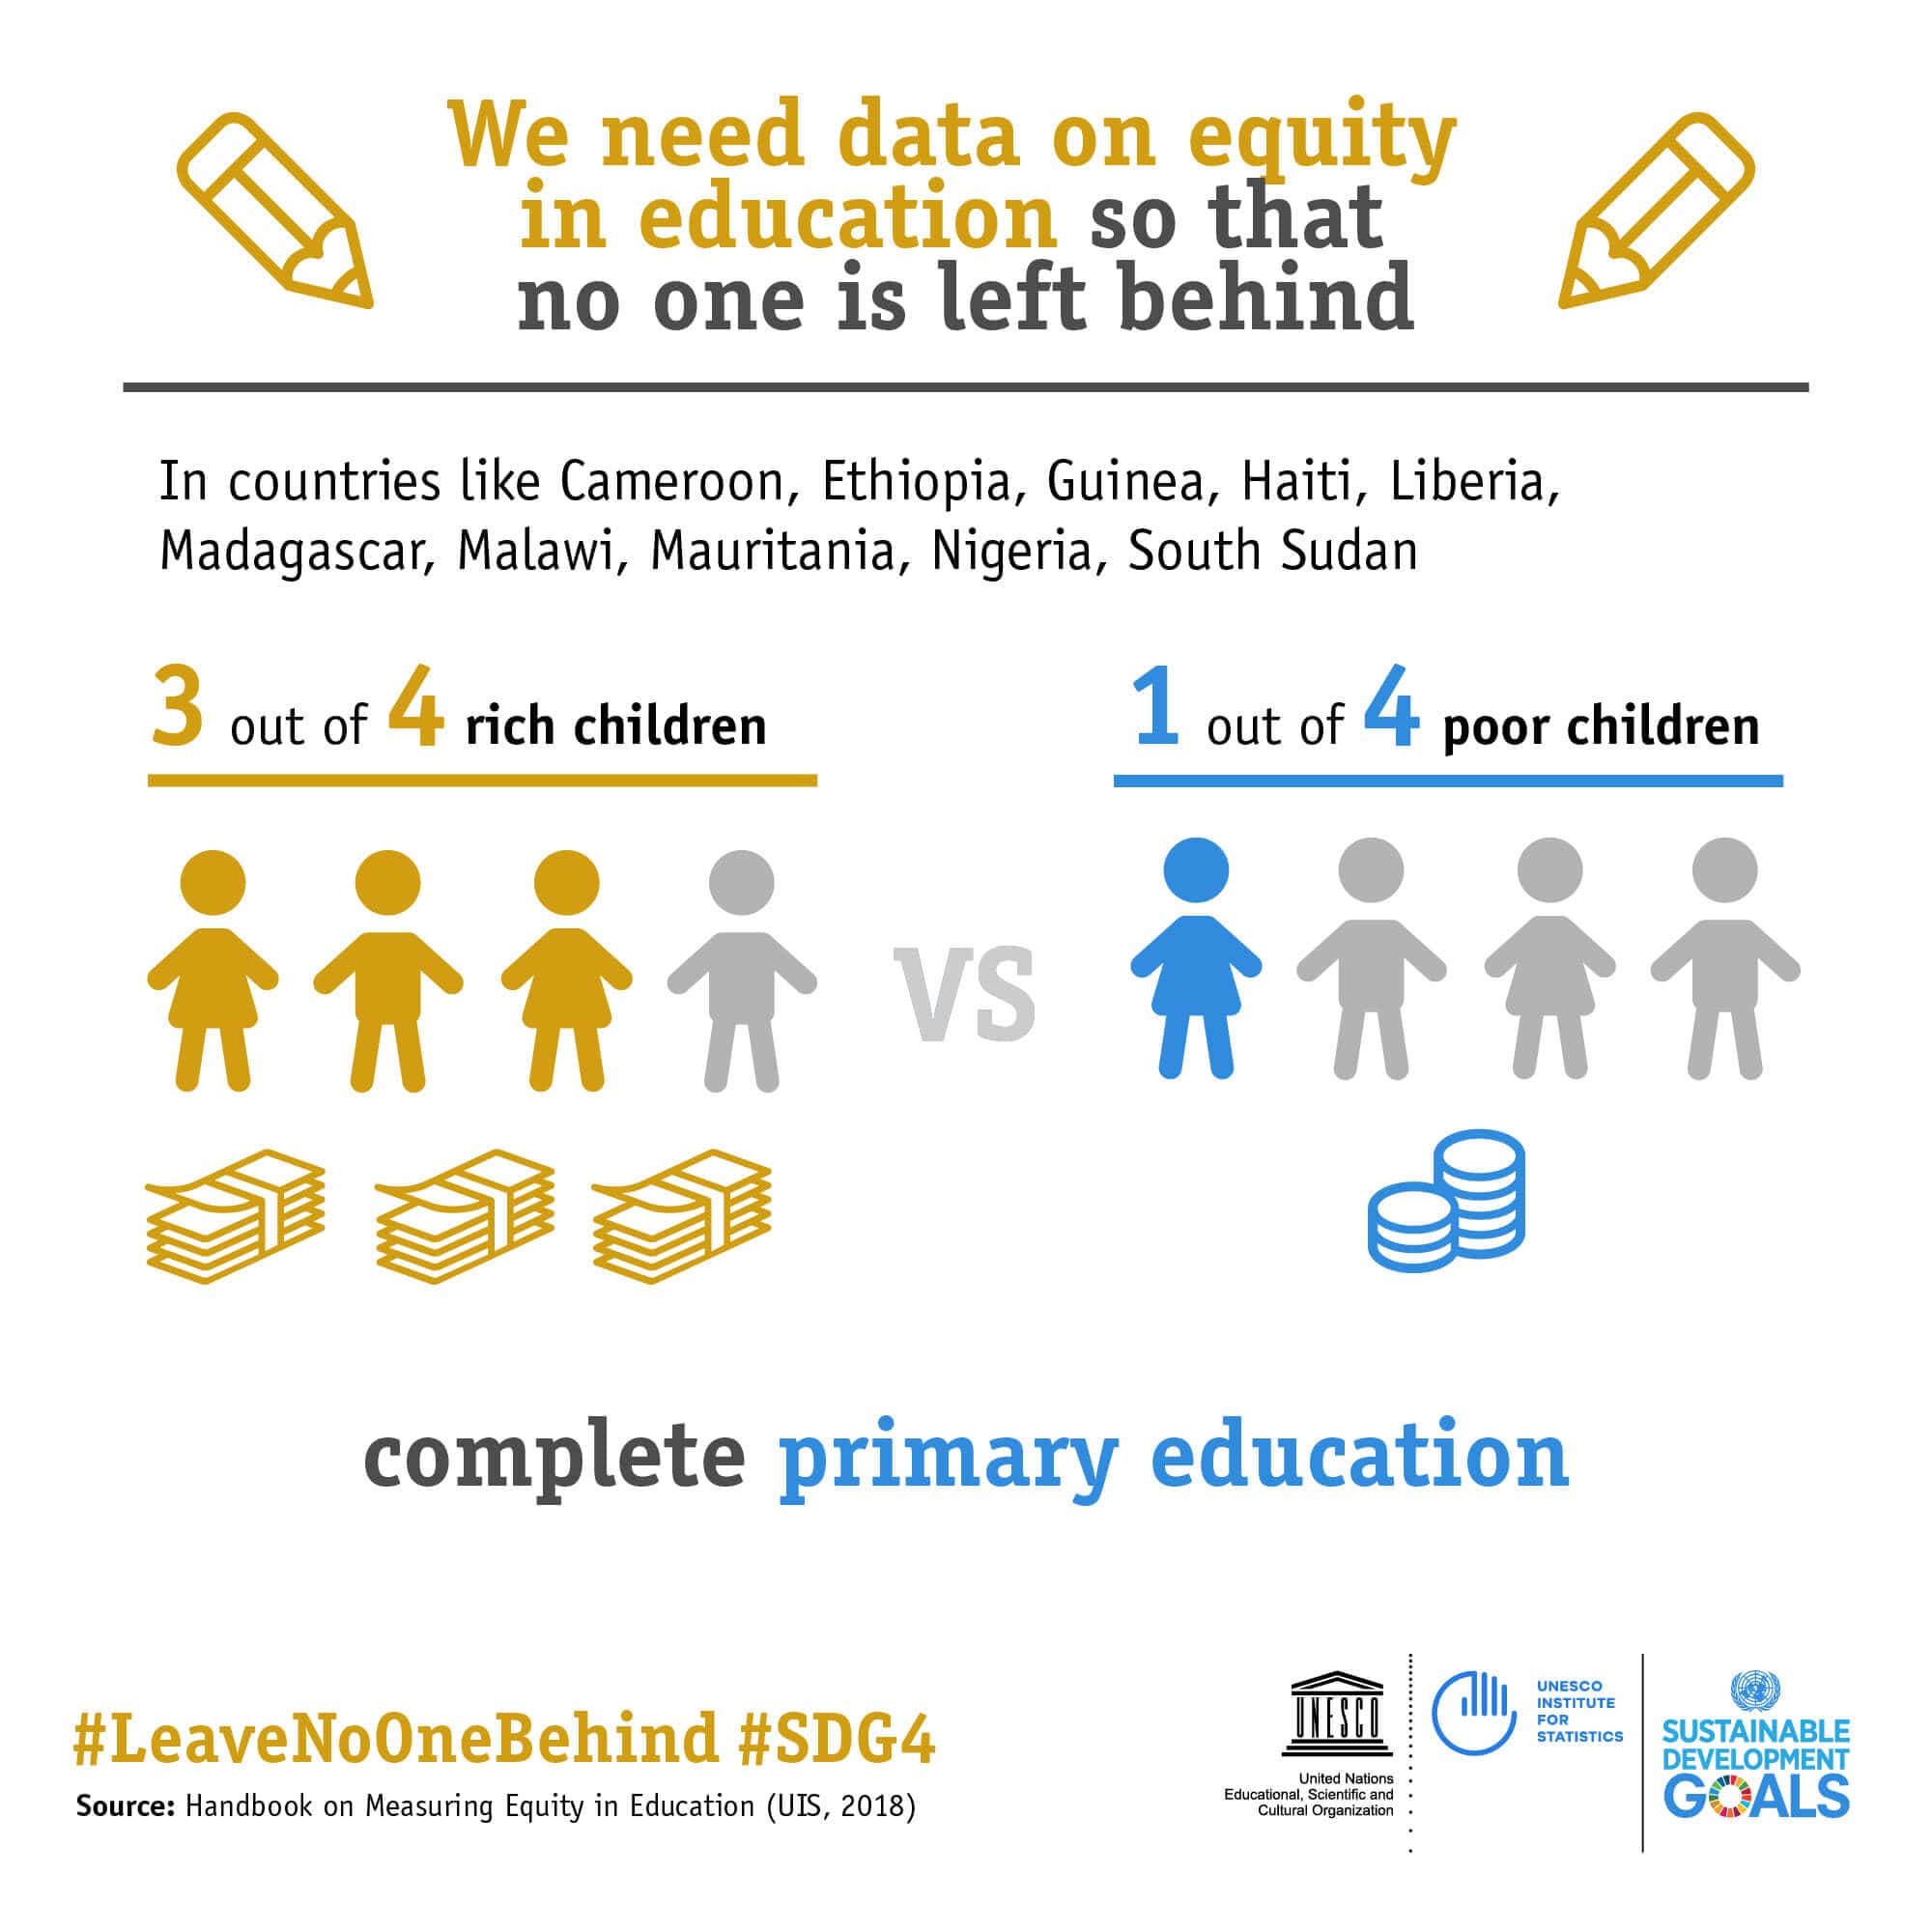 We need data on equity
in education so that
no one is left behind
In countries like Cameroon, Ethiopia, Guinea, Haiti, Liberia,
Madagascar, Malawi, Mauritania, Nigeria, South Sudan
3 out of 4 rich children
1 out of 4 poor children
VS
complete primary education
#LeaveNoOneBehind #SDG4
Source: Handbook on Measuring Equity in Education (UIS, 2018)
UNESCO
United Nations
Educational, Scientific and
Cultural Organization
UNESCO
INSTITUTE
FOR
STATISTICS
SUSTAINABLE
DEVELOPMENT
GOALS